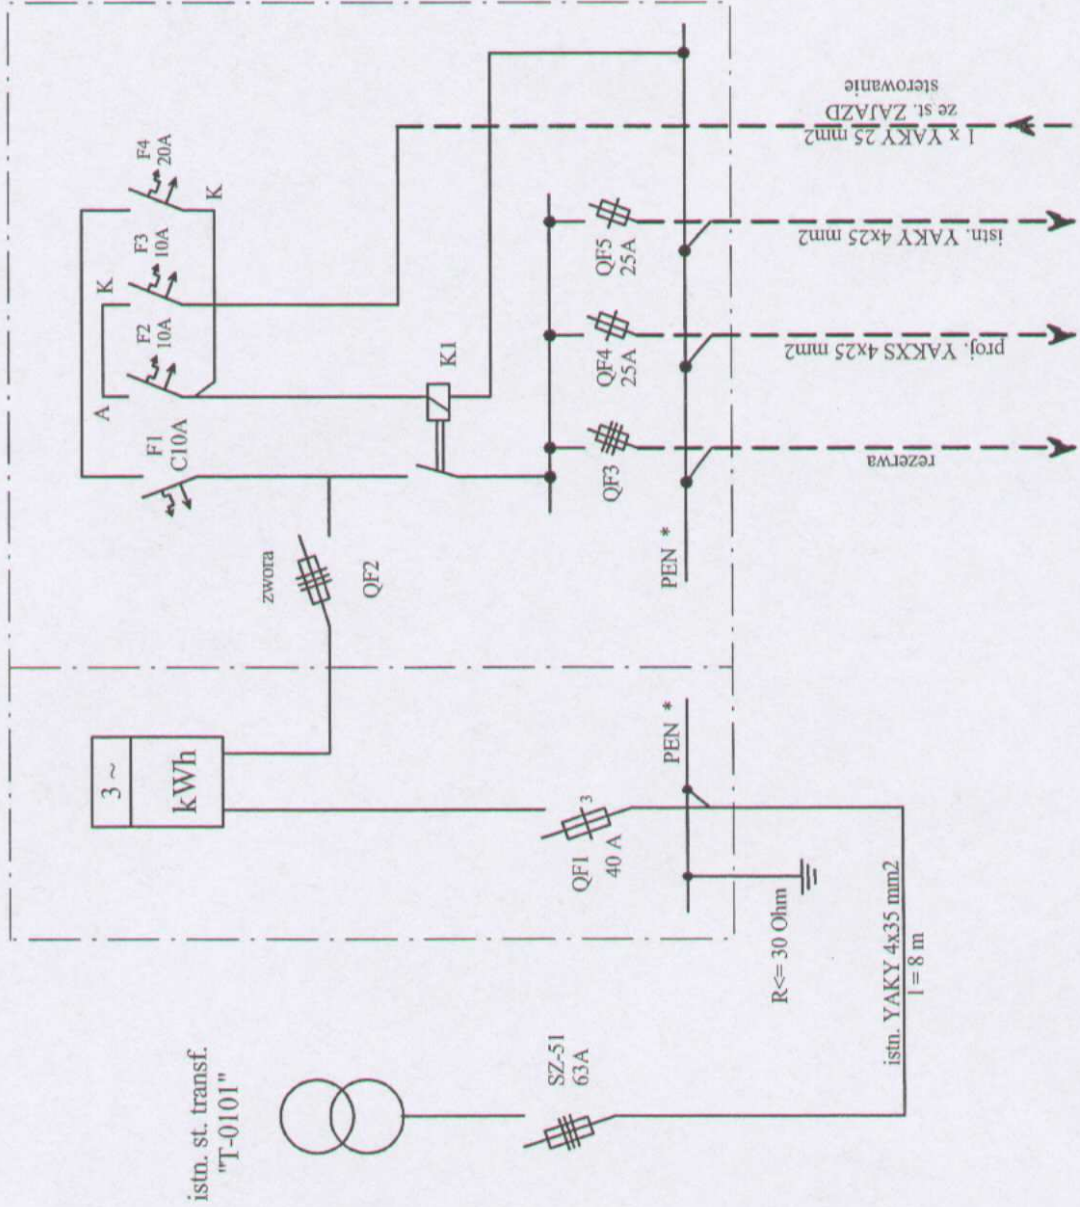 istn. st. transf.
"T-0101"
SZ-51
63A
istn. YAKY 4x35 mm2
l = 8 m
R<= 30 Ohm
3 ~
kWh
QF1
40 A
3
PEN *
zwora
QF2
F1
C10A
A
F2
10A
K
F3
10A
F4
20A
K
K1
QF3
QF4
25A
QF5
25A
PEN *
rezerwa
proj. YAKXS 4x25 mm2
istn. YAKY 4x25 mm2
1 x YAKY 25 mm2
ze st. ZAJAZD
sterowanie